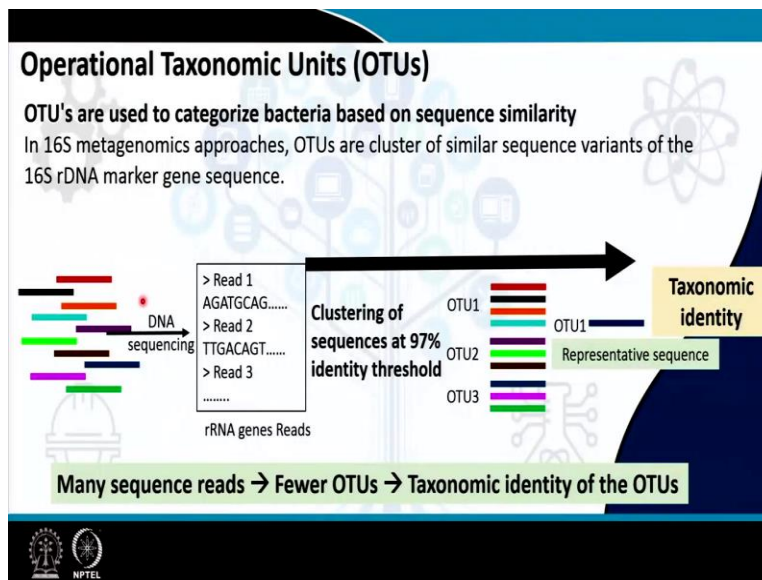 Operational Taxonomic Units (OTUs)
OTU's are used to categorize bacteria based on sequence similarity
In 16S metagenomics approaches, OTUs are cluster of similar sequence variants of the
16S rDNA marker gene sequence.
DNA
sequencing
> Read 1
AGATGCAG......
> Read 2
TTGACAGT......
> Read 3
........
rRNA genes Reads
Clustering of
sequences at 97%
identity threshold
OTU1
OTU2
OTU3
OTU1
Representative sequence
Taxonomic
identity
Many sequence reads → Fewer OTUs → Taxonomic identity of the OTUs
NPTEL